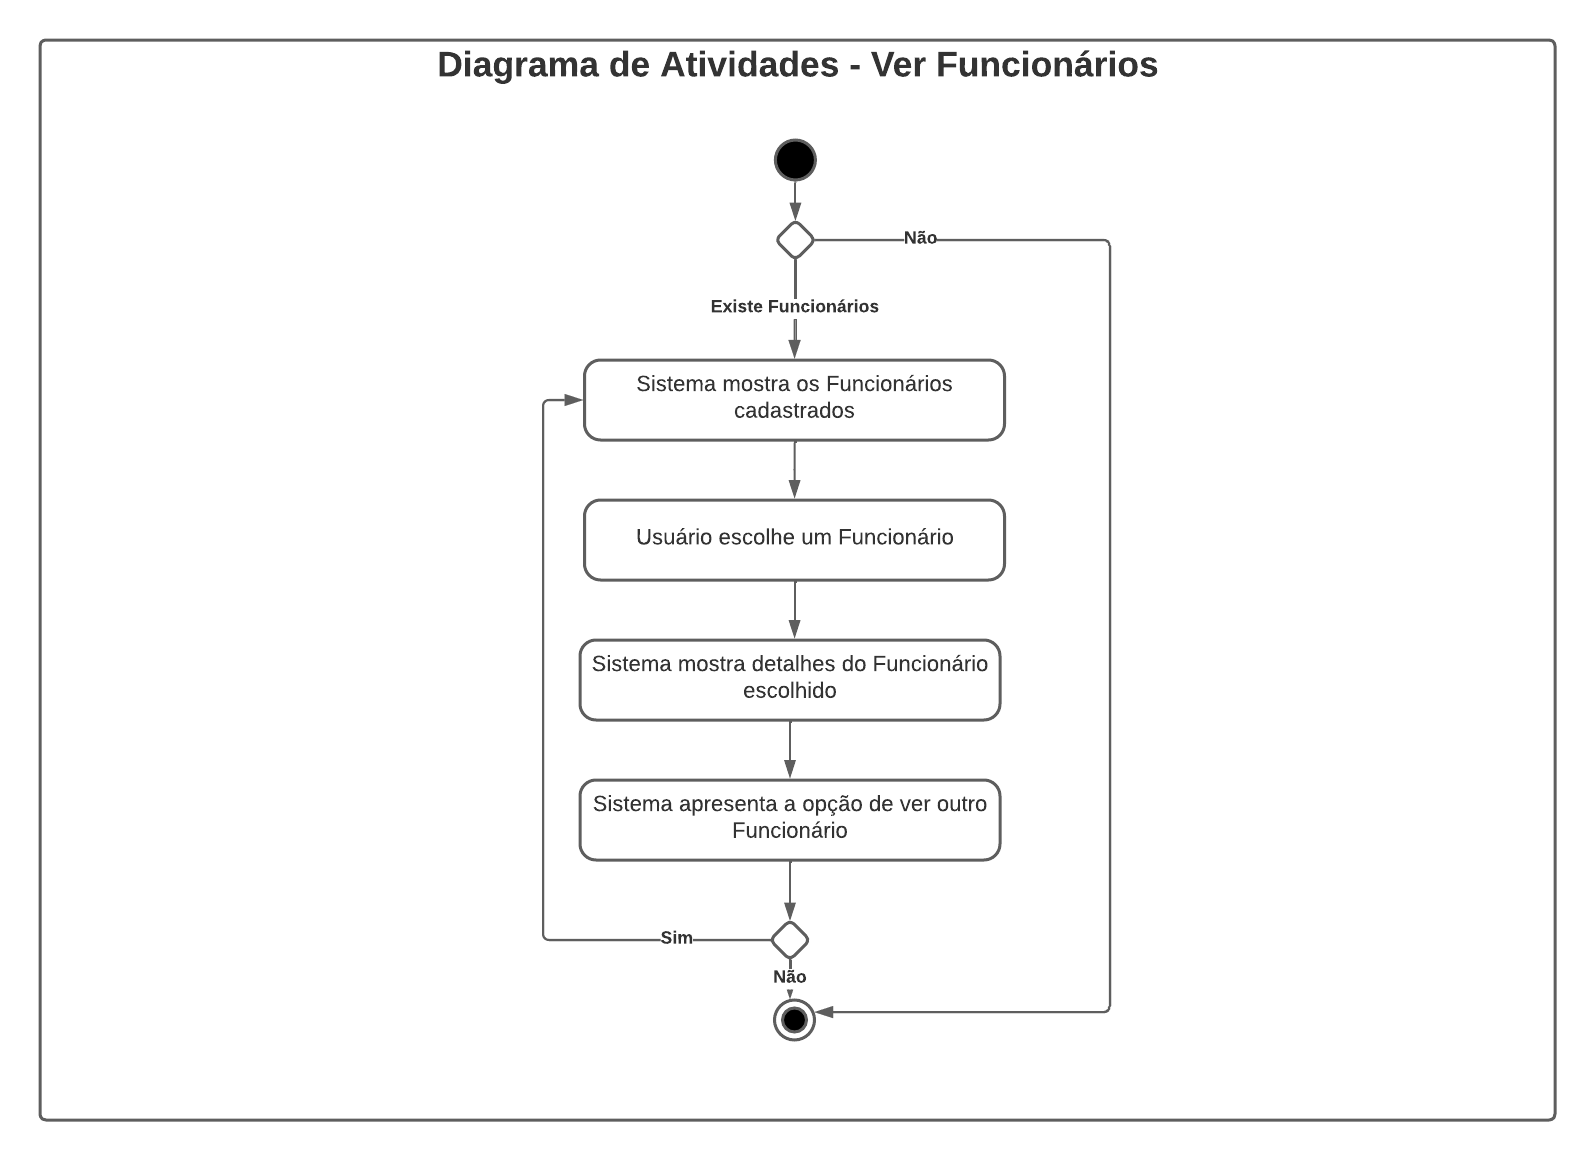 Diagrama de Atividades - Ver Funcionários
Não
Existe Funcionários
Sistema mostra os Funcionários
cadastrados
Usuário escolhe um Funcionário
Sistema mostra detalhes do Funcionário
escolhido
Sistema apresenta a opção de ver outro
Funcionário
Sim
Não